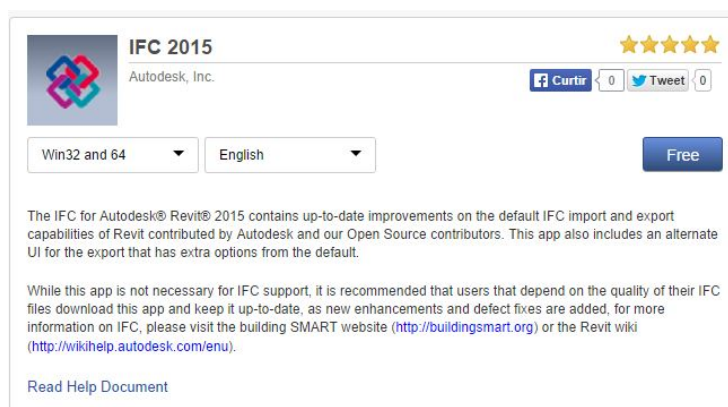 IFC 2015
Autodesk, Inc.
Curtir 0 Tweet 0
Win32 and 64 English Free
The IFC for Autodesk® Revit® 2015 contains up-to-date improvements on the default IFC import and export
capabilities of Revit contributed by Autodesk and our Open Source contributors. This app also includes an alternate
UI for the export that has extra options from the default.
While this app is not necessary for IFC support, it is recommended that users that depend on the quality of their IFC
files download this app and keep it up-to-date, as new enhancements and defect fixes are added, for more
information on IFC, please visit the building SMART website (http://buildingsmart.org) or the Revit wiki
(http://wikihelp.autodesk.com/enu).
Read Help Document